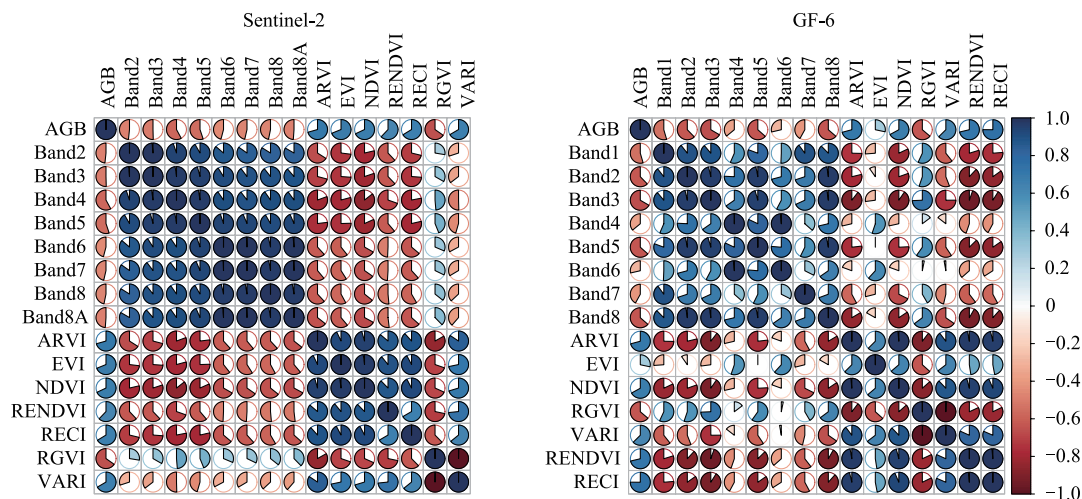 Sentinel-2
GF-6
AGB Band2 Band3 Band4 Band5 Band6 Band7 Band8 Band8A ARVI EVI NDVI RENDVI RECI RGVI VARI
AGB Band1 Band2 Band3 Band4 Band5 Band6 Band7 Band8 ARVI EVI NDVI RGVI VARI RENDVI RECI
AGB
Band2
Band3
Band4
Band5
Band6
Band7
Band8
Band8A
ARVI
EVI
NDVI
RENDVI
RECI
RGVI
VARI
AGB
Band1
Band2
Band3
Band4
Band5
Band6
Band7
Band8
ARVI
EVI
NDVI
RGVI
VARI
RENDVI
RECI
1.0
0.8
0.6
0.4
0.2
0
−0.2
−0.4
−0.6
−0.8
−1.0